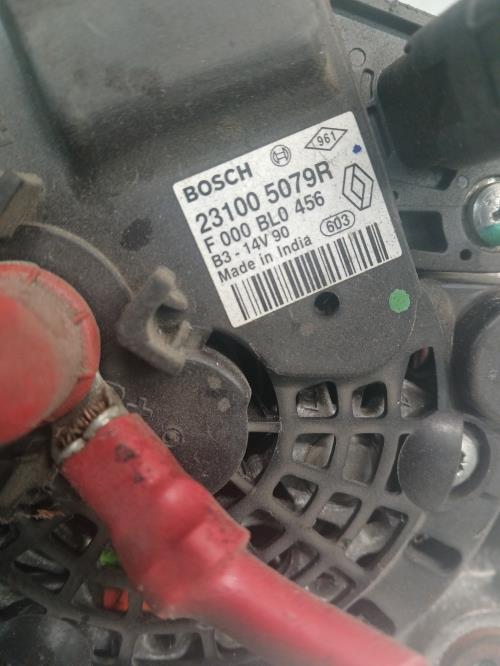 961
BOSCH
23100 5079R
F 000 BL0 456
B3 - 14V 90 603
Made in India